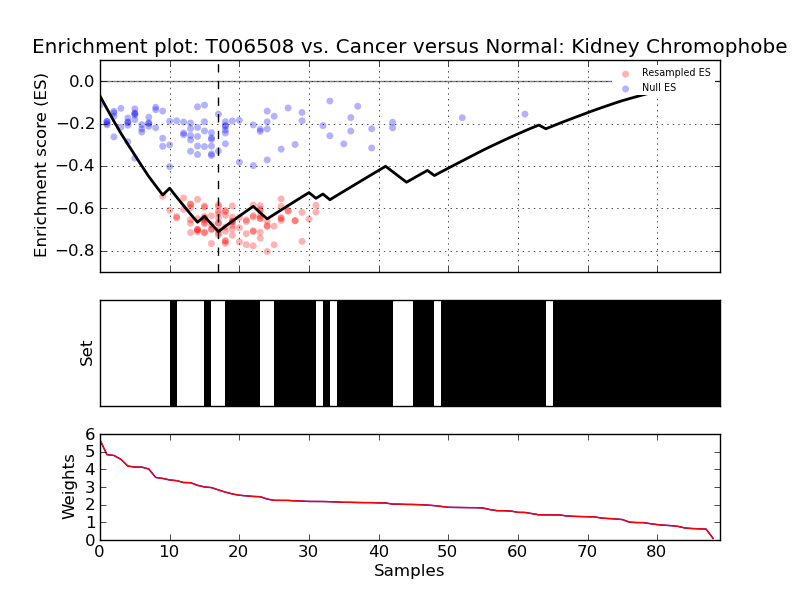 Enrichment plot: T006508 vs. Cancer versus Normal: Kidney Chromophobe
Enrichment score (ES)
0.0
−0.2
−0.4
−0.6
−0.8
Resampled ES
Null ES
Set
Weights
6
5
4
3
2
1
0
0 10 20 30 40 50 60 70 80
Samples